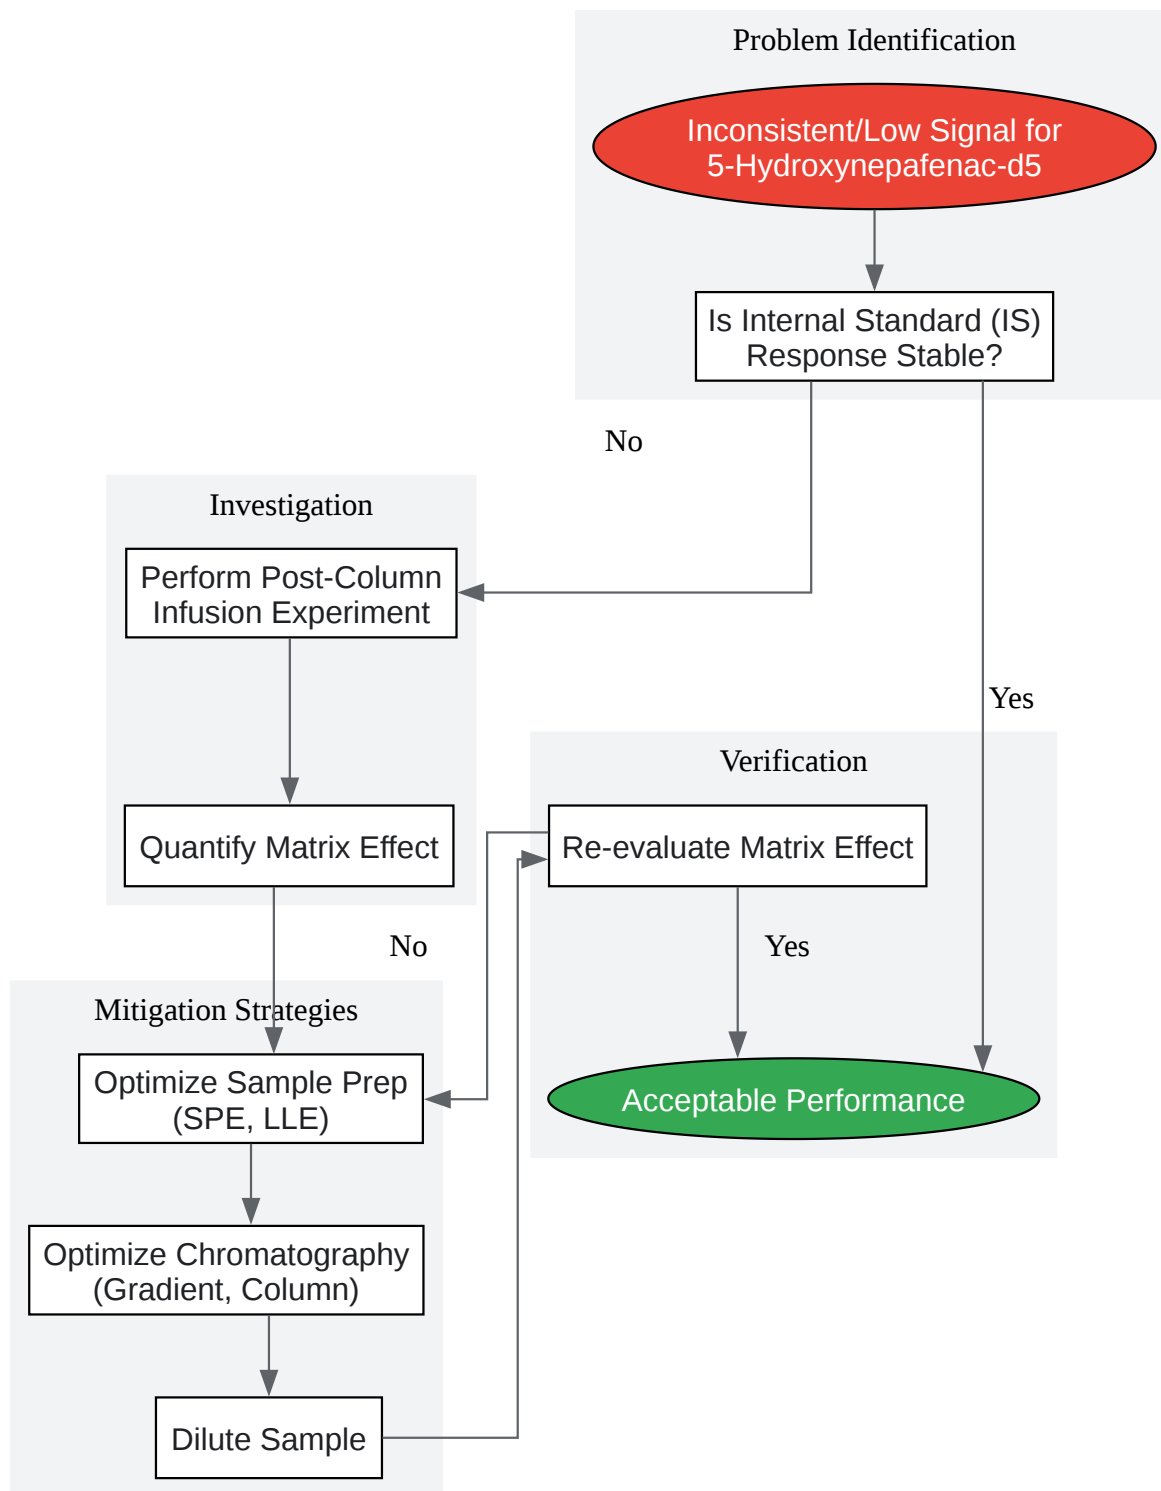 Problem Identification
Inconsistent/Low Signal for
5-Hydroxynepafenac-d5
Is Internal Standard (IS)
Response Stable?
No
Investigation
Perform Post-Column
Infusion Experiment
Yes
Verification
Quantify Matrix Effect
Re-evaluate Matrix Effect
No
Yes
Mitigation Strategies
Optimize Sample Prep
(SPE, LLE)
Acceptable Performance
Optimize Chromatography
(Gradient, Column)
Dilute Sample